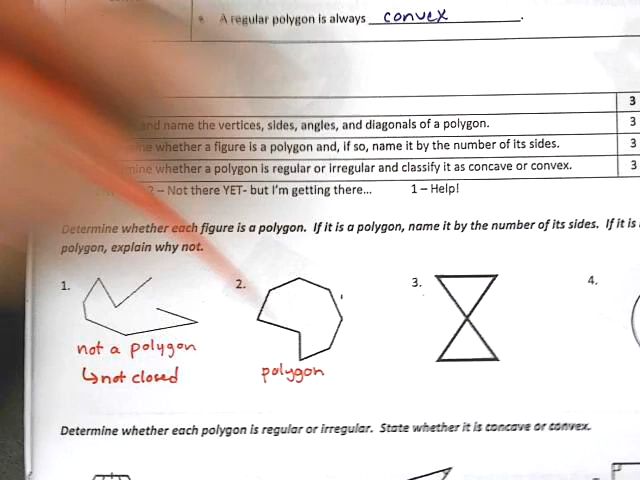 A regular polygon is always convex.
3
and name the vertices, sides, angles, and diagonals of a polygon. 3
whether a figure is a polygon and, if so, name it by the number of its sides. 3
mine whether a polygon is regular or irregular and classify it as concave or convex. 3
2 – Not there YET- but I'm getting there... 1 – Help!
Determine whether each figure is a polygon. If it is a polygon, name it by the number of its sides. If it is
polygon, explain why not.
1. 2. 3. 4.
not a polygon
↳not closed
polygon
Determine whether each polygon is regular or irregular. State whether it is concave or convex.